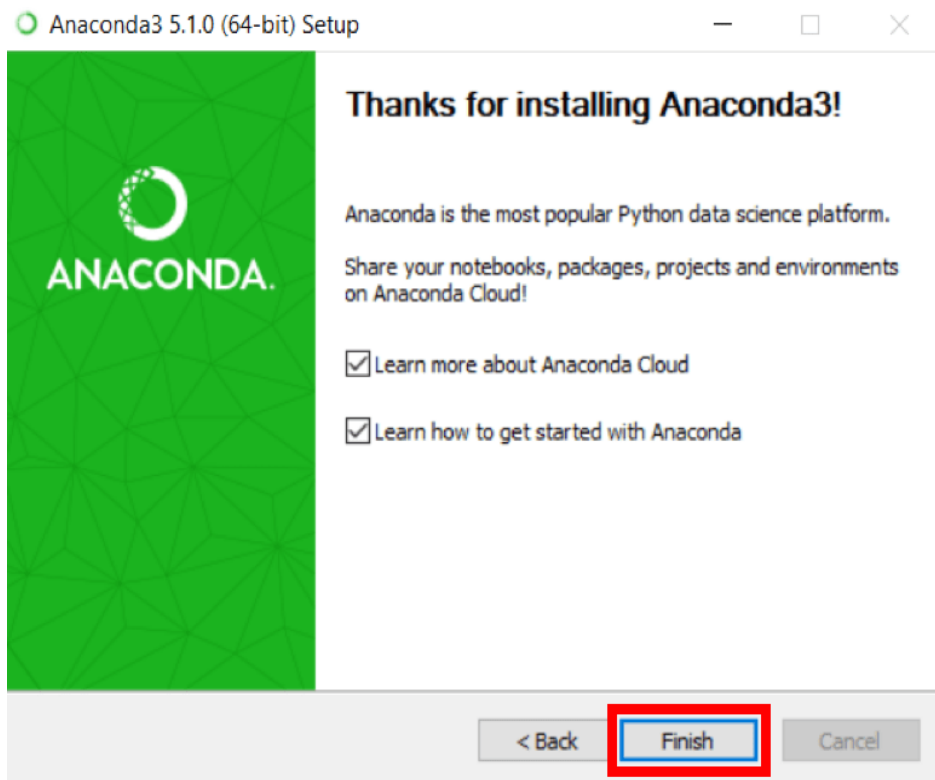 Anaconda3 5.1.0 (64-bit) Setup
Thanks for installing Anaconda3!
Anaconda is the most popular Python data science platform.
Share your notebooks, packages, projects and environments
on Anaconda Cloud!
ANACONDA.
Learn more about Anaconda Cloud
Learn how to get started with Anaconda
< Back
Finish
Cancel